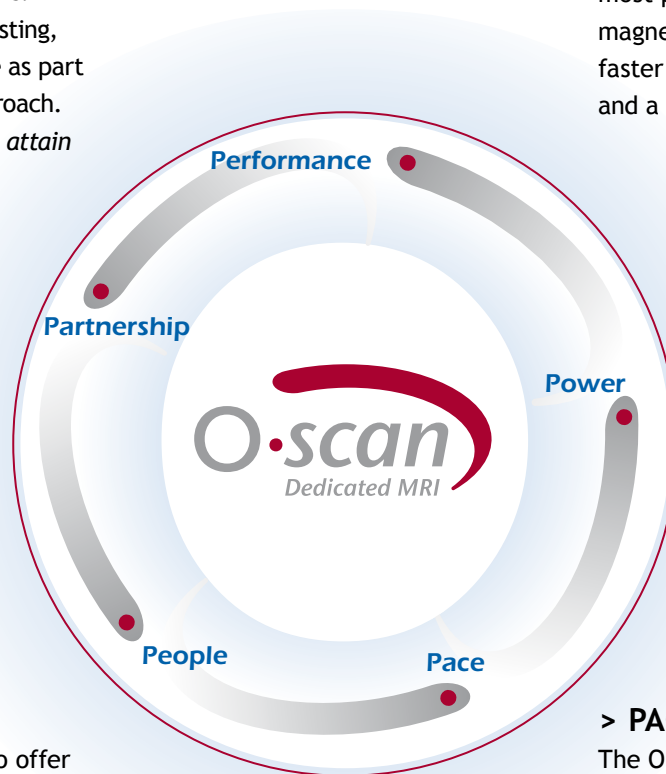 sting,
as part
roach.
attain
magne
faster
and a
Performance
Partnership
Power
O•scan
Dedicated MRI
People
Pace
> PA
o offer
The O